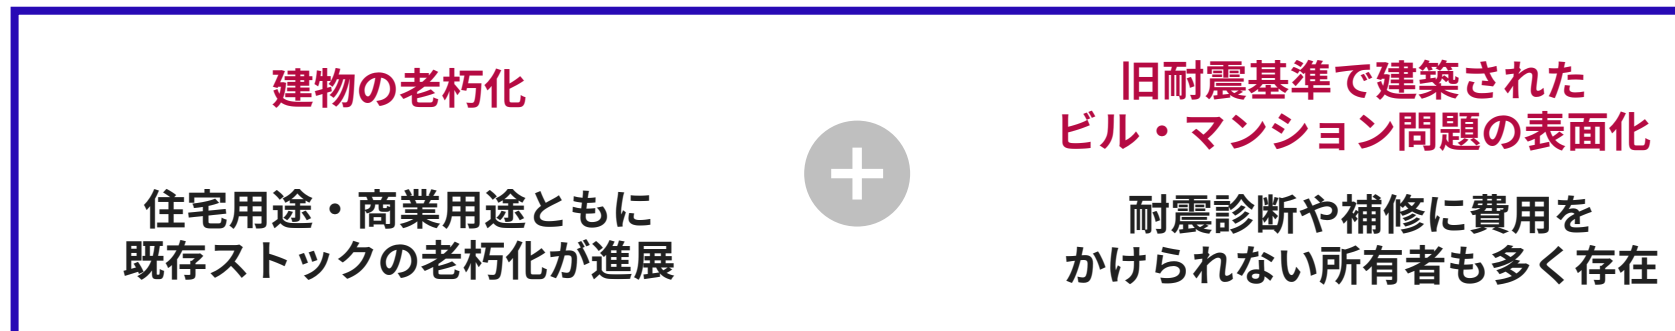 建物の老朽化
住宅用途・商業用途ともに
既存ストックの老朽化が進展
旧耐震基準で建築された
ビル・マンション問題の表面化
耐震診断や補修に費用を
かけられない所有者も多く存在